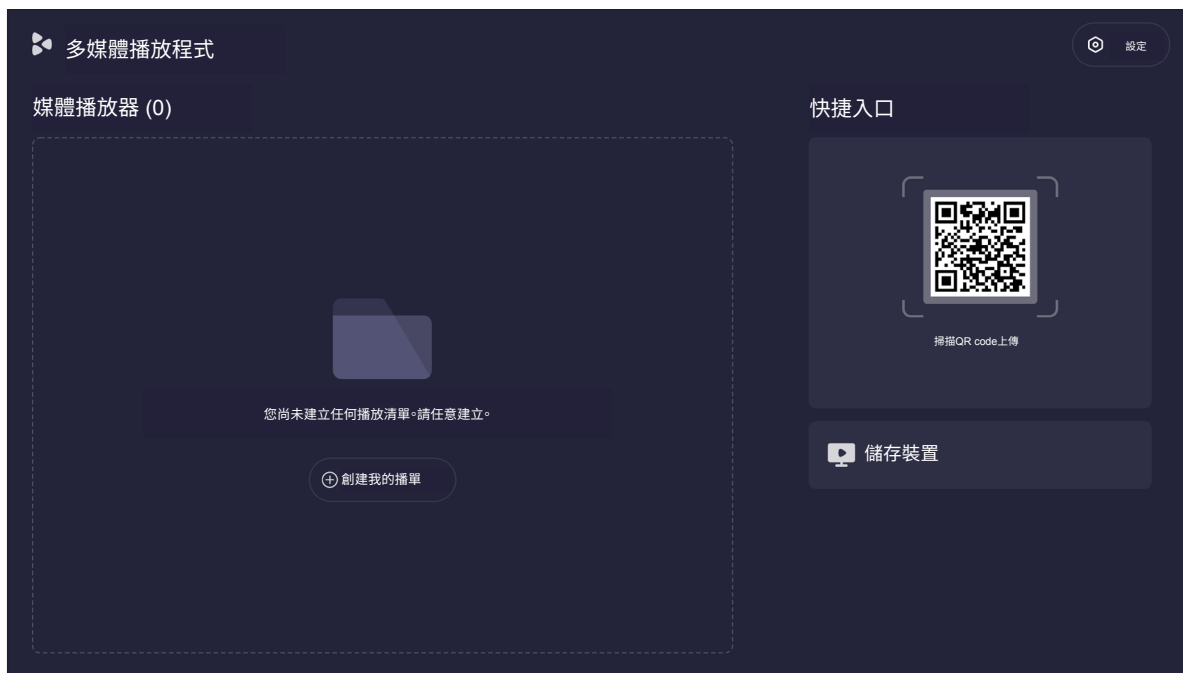 多媒體播放程式
設定
媒體播放器 (0)
快捷入口
掃描QR code上傳
您尚未建立任何播放清單。請任意建立。
創建我的播單
儲存裝置